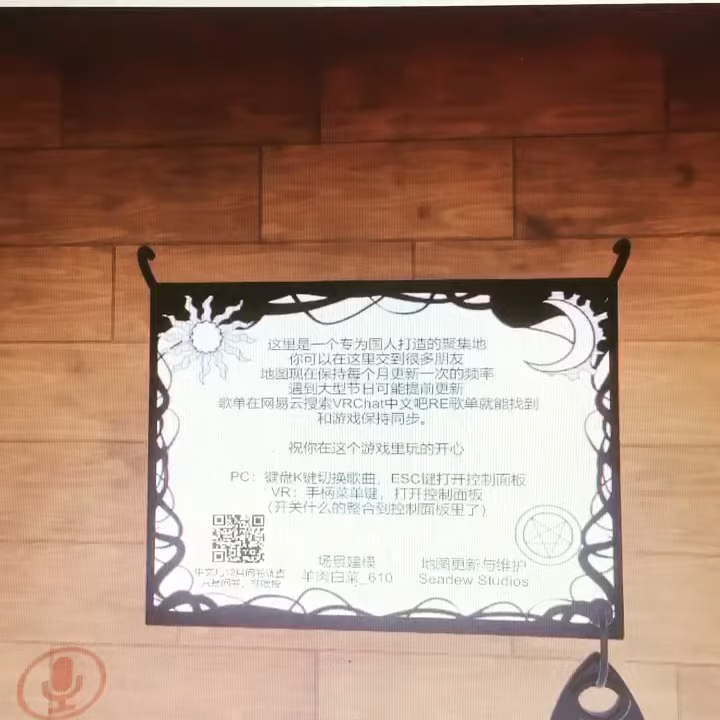 这里是一个专为国人打造的聚集地
你可以在这里交到很多朋友
地图现在保持每个月更新一次的频率
遇到大型节日可能提前更新
歌单在网易云搜索VRChat中文吧RE歌单就能找到
和游戏保持同步。
祝你在这个游戏里玩的开心
PC：键盘K键切换歌曲，ESC键打开控制面板
VR：手柄菜单键，打开控制面板
（开关什么的整合到控制面板里了）
场景建模
羊肉白菜_610
地图更新与维护
Seadew Studios